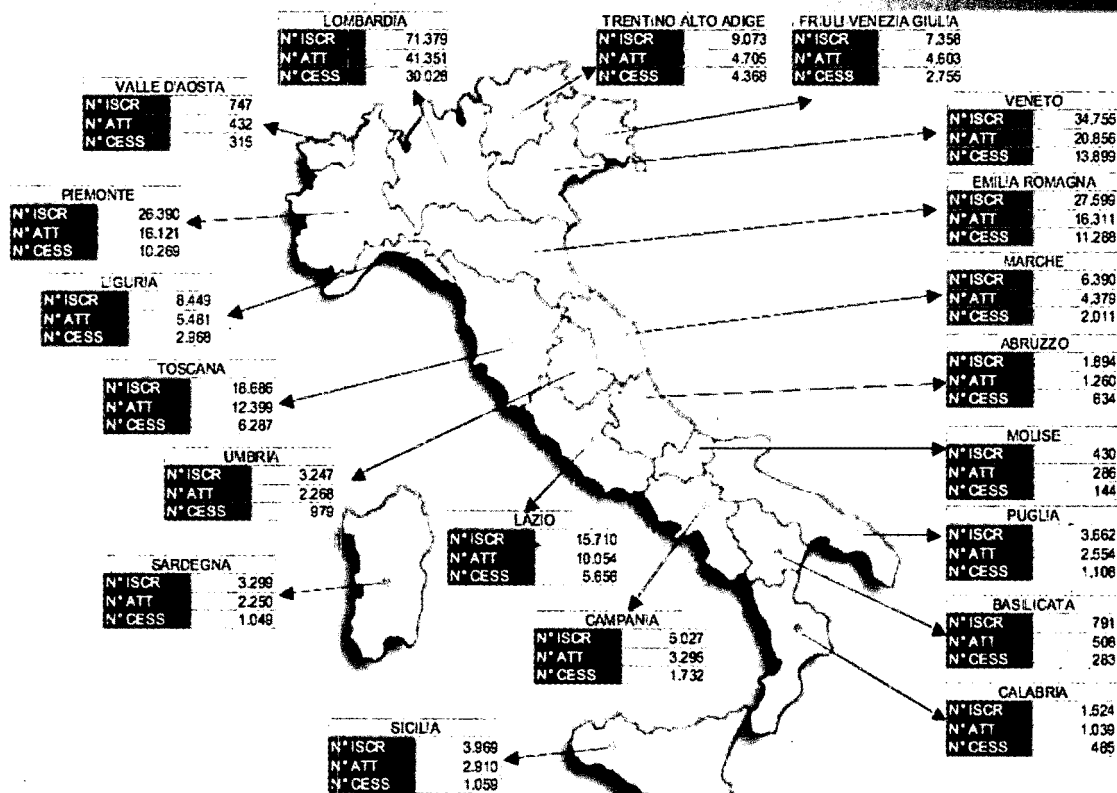 LOMBARDIA
N° ISCR 71.379
N° ATT 41.351
N° CESS 30.028
TRENTINO ALTO ADIGE
N° ISCR 9.073
N° ATT 4.705
N° CESS 4.368
FRIULI-VENEZIA GIULIA
N° ISCR 7.358
N° ATT 4.603
N° CESS 2.755
VALLE D'AOSTA
N° ISCR 747
N° ATT 432
N° CESS 315
VENETO
N° ISCR 34.755
N° ATT 20.856
N° CESS 13.899
PIEMONTE
N° ISCR 26.390
N° ATT 16.121
N° CESS 10.269
EMILIA ROMAGNA
N° ISCR 27.599
N° ATT 16.311
N° CESS 11.288
LIGURIA
N° ISCR 8.449
N° ATT 5.481
N° CESS 2.968
MARCHE
N° ISCR 6.390
N° ATT 4.379
N° CESS 2.011
TOSCANA
N° ISCR 18.686
N° ATT 12.399
N° CESS 6.287
ABRUZZO
N° ISCR 1.894
N° ATT 1.260
N° CESS 634
UMBRIA
N° ISCR 3.247
N° ATT 2.268
N° CESS 979
MOLISE
N° ISCR 430
N° ATT 286
N° CESS 144
LAZIO
N° ISCR 15.710
N° ATT 10.054
N° CESS 5.656
PUGLIA
N° ISCR 3.662
N° ATT 2.554
N° CESS 1.108
SARDEGNA
N° ISCR 3.299
N° ATT 2.250
N° CESS 1.049
CAMPANIA
N° ISCR 5.027
N° ATT 3.295
N° CESS 1.732
BASILICATA
N° ISCR 791
N° ATT 508
N° CESS 283
CALABRIA
N° ISCR 1.524
N° ATT 1.039
N° CESS 485
SICILIA
N° ISCR 3.969
N° ATT 2.910
N° CESS 1.059